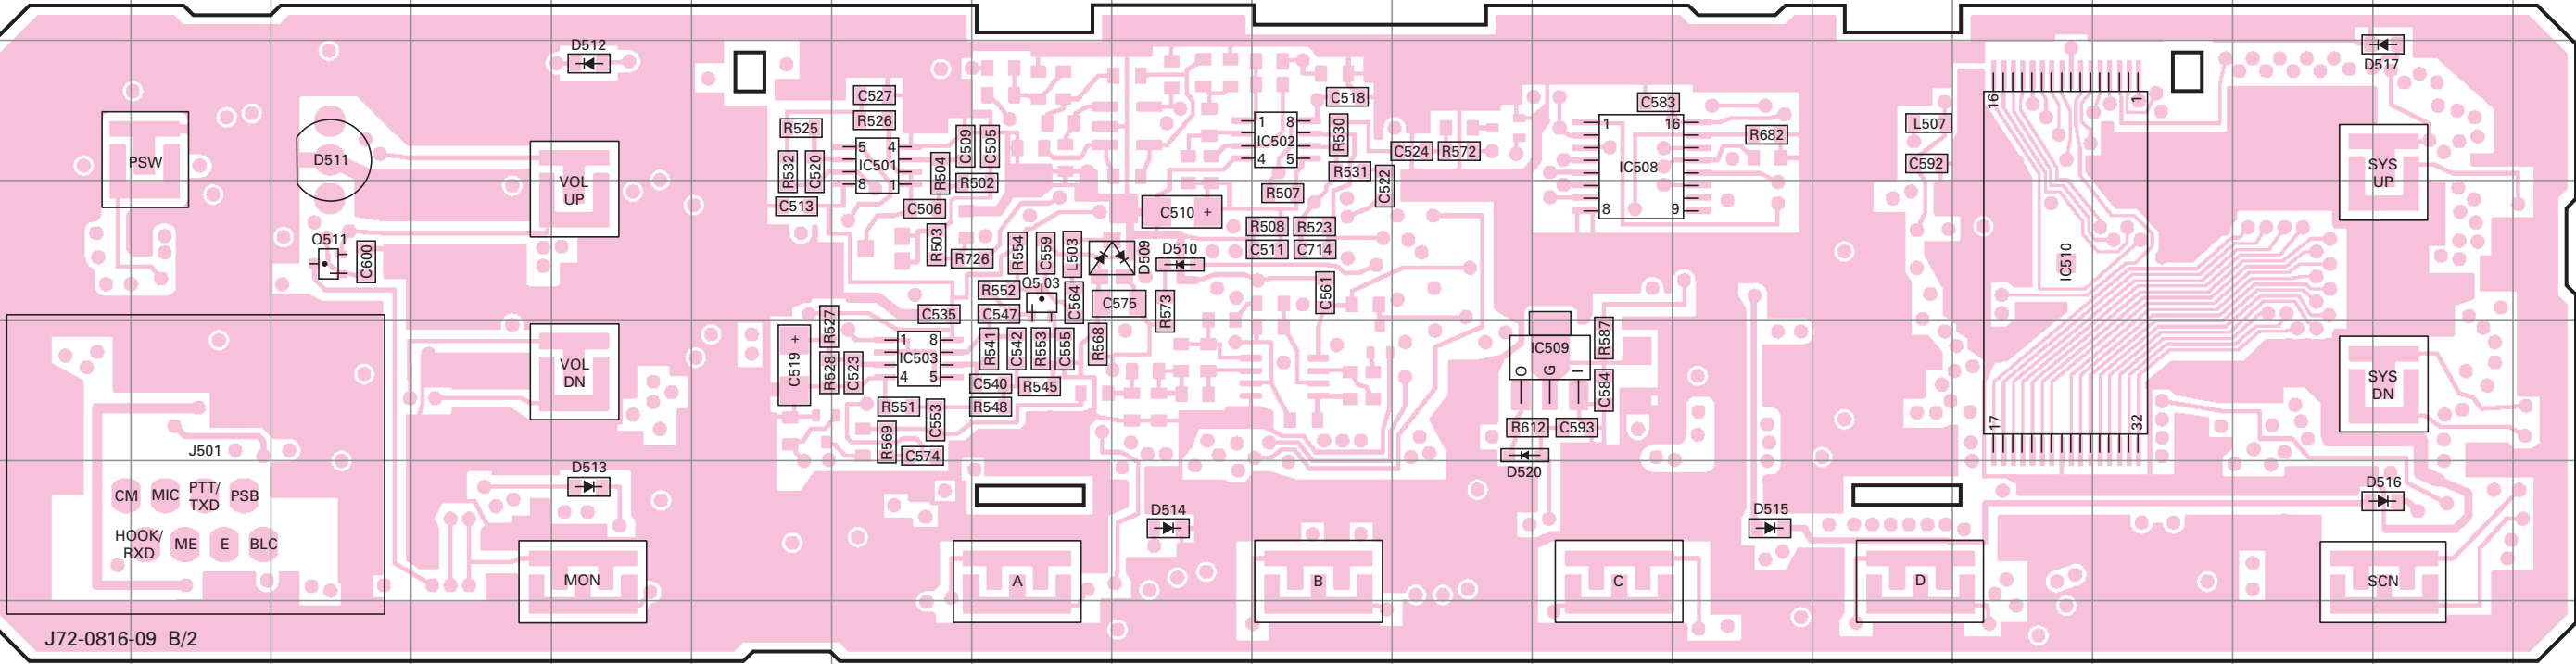 D512
D517
C527
C518
C583
16
1
R525
R526
1
8
R530
1
16
R682
L507
PSW
D511
5
4
IC501
8
1
C509
C505
IC502
4
5
C524
R572
IC508
C592
SYS
UP
VOL
UP
R532
C520
R504
R502
R531
C522
R507
C513
C506
C510 +
8
9
R508
R523
Q511
C600
R503
R726
R554
C559
L503
D509
D510
C511
C714
IC510
R552
Q503
C564
C575
R573
C561
R527
C535
C547
C519 +
1
8
IC503
4
5
R541
C542
R553
C555
R568
IC509
R587
VOL
DN
R528
C523
O
G
I
C584
SYS
DN
C540
R545
R551
C553
R548
17
32
R612
C593
J501
R569
C574
D520
D513
D516
CM
MIC
PTT/
TXD
PSB
D514
D515
HOOK/
RXD
ME
E
BLC
MON
A
B
C
D
SCN
J72-0816-09 B/2